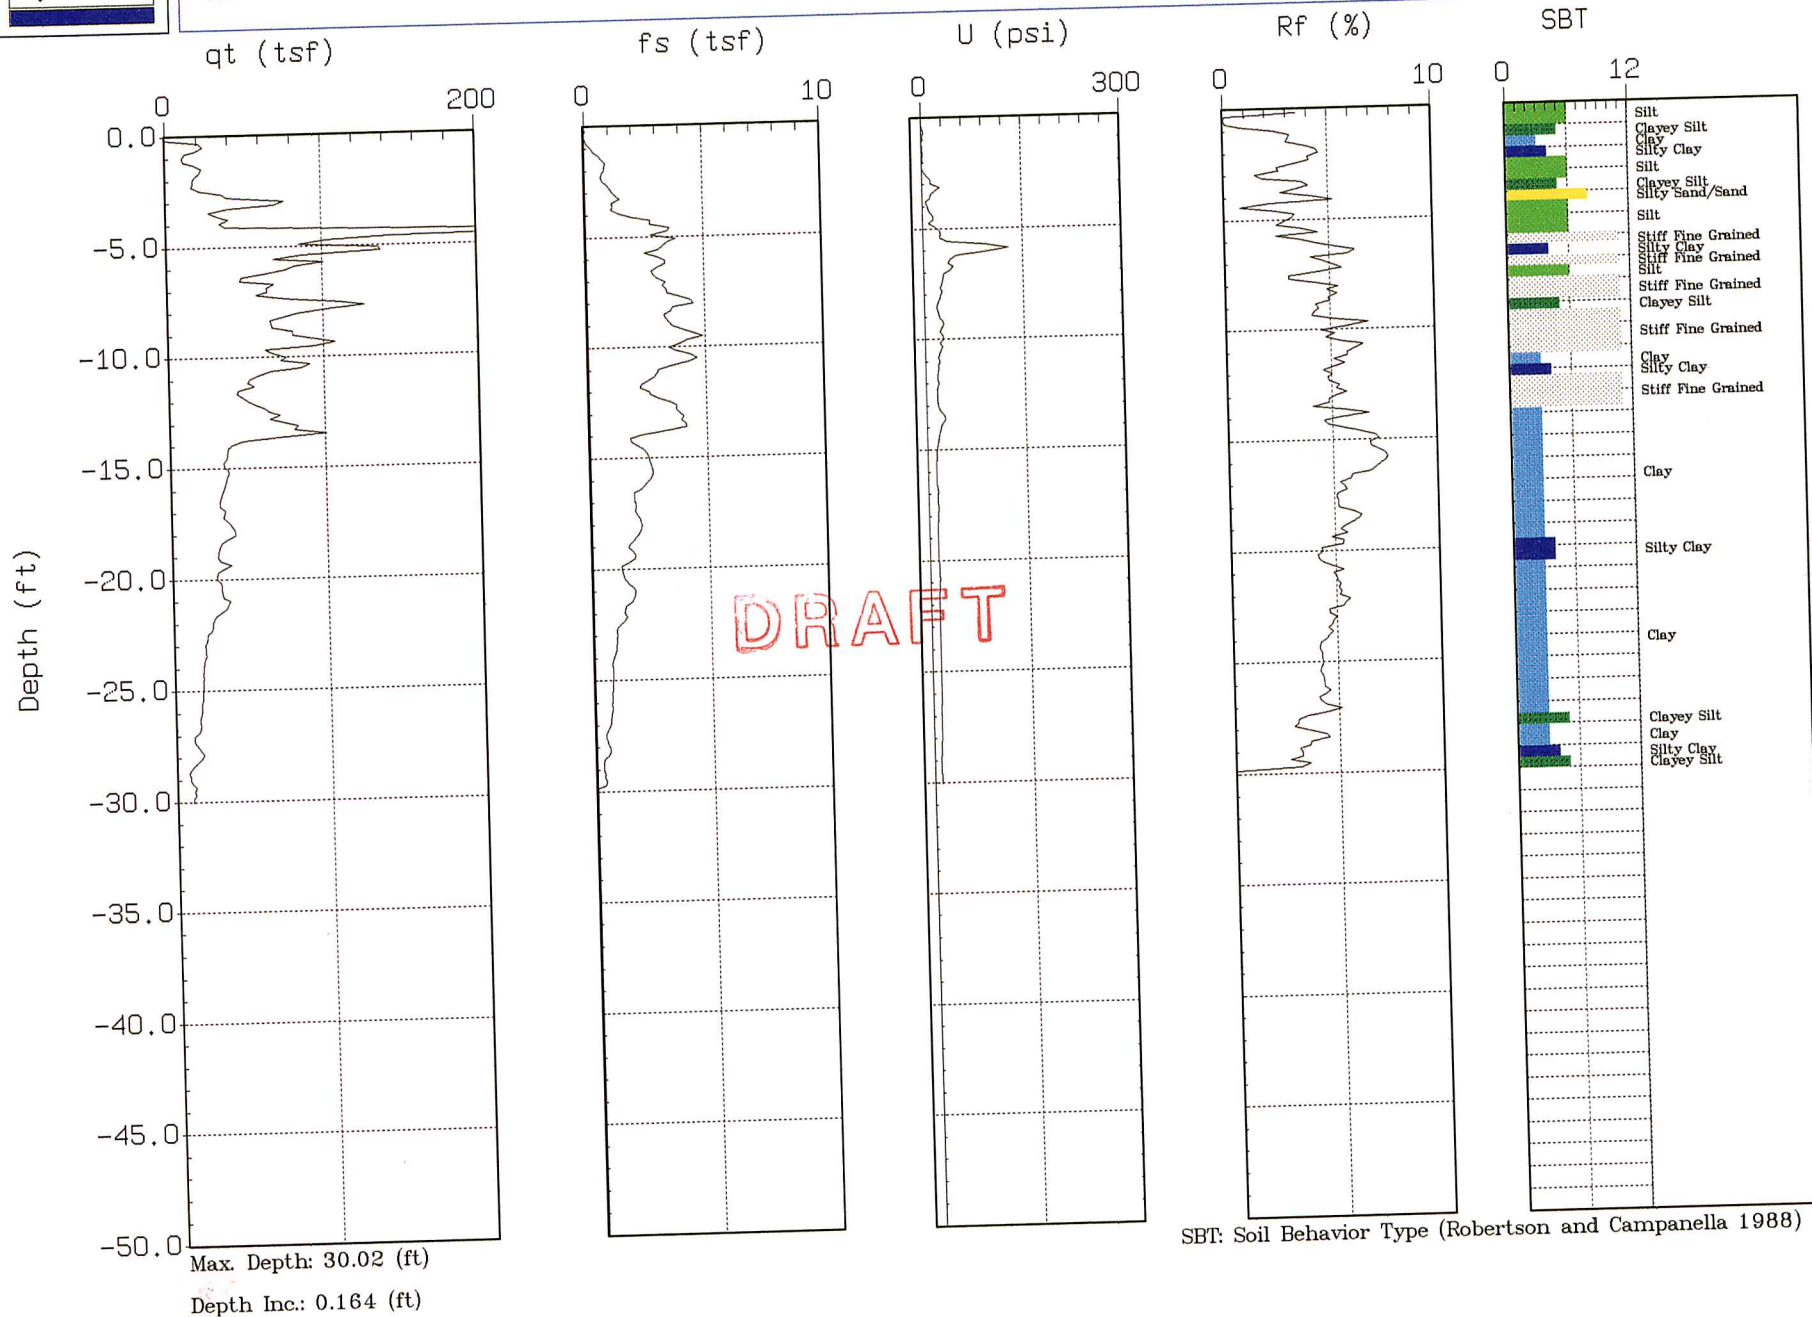 qt (tsf)
fs (tsf)
U (psi)
Rf (%)
SBT
0 200
0 10
0 300
0 10
0 12
Depth (ft)
0.0
-5.0
-10.0
-15.0
-20.0
-25.0
-30.0
-35.0
-40.0
-45.0
-50.0
Silt
Clayey Silt
Clay
Silty Clay
Silt
Clayey Silt
Silty Sand/Sand
Silt
Stiff Fine Grained
Silty Clay
Stiff Fine Grained
Silt
Stiff Fine Grained
Clayey Silt
Stiff Fine Grained
Clay
Silty Clay
Stiff Fine Grained
Clay
Silty Clay
Clay
Clayey Silt
Clay
Silty Clay
Clayey Silt
DRAFT
Max. Depth: 30.02 (ft)
Depth Inc.: 0.164 (ft)
SBT: Soil Behavior Type (Robertson and Campanella 1988)